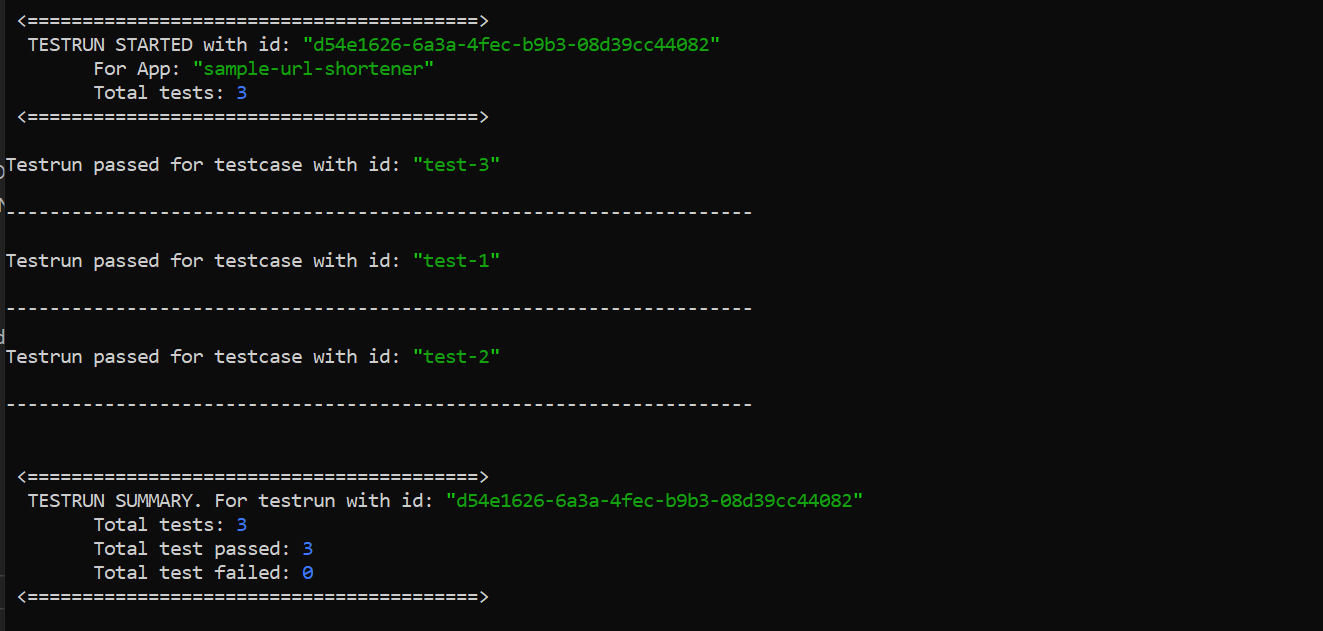 <=========================================>
TESTRUN STARTED with id: "d54e1626-6a3a-4fec-b9b3-08d39cc44082"
For App: "sample-url-shortener"
Total tests: 3
<=========================================>
Testrun passed for testcase with id: "test-3"
--------------------------------------------------------------------
Testrun passed for testcase with id: "test-1"
--------------------------------------------------------------------
Testrun passed for testcase with id: "test-2"
--------------------------------------------------------------------
<=========================================>
TESTRUN SUMMARY. For testrun with id: "d54e1626-6a3a-4fec-b9b3-08d39cc44082"
Total tests: 3
Total test passed: 3
Total test failed: 0
<=========================================>